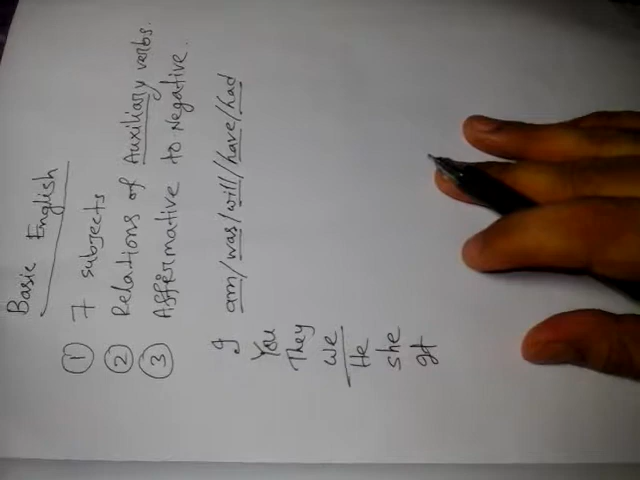 Basic English
① 7 subjects
② Relations of Auxiliary verbs.
③ Affirmative to Negative.
I am/was/will/have/had
You
They
We
He
She
It